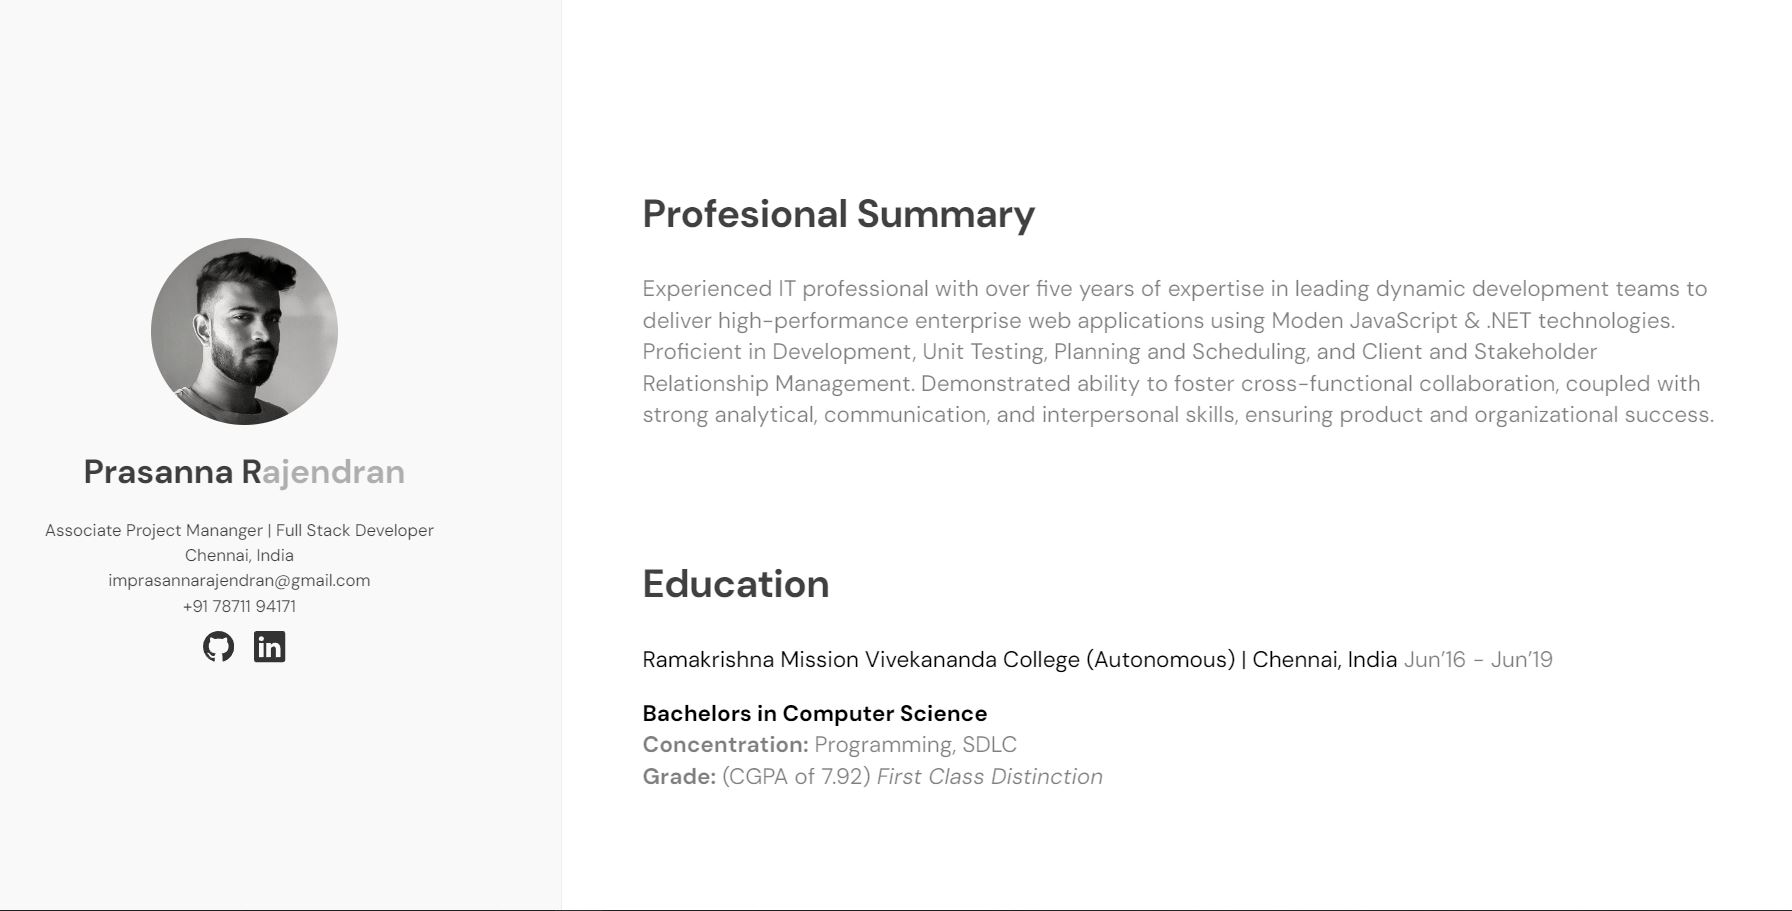 Prasanna Rajendran
Associate Project Mananger | Full Stack Developer
Chennai, India
imprasannarajendran@gmail.com
+91 78711 94171
in
Profesional Summary
Experienced IT professional with over five years of expertise in leading dynamic development teams to
deliver high-performance enterprise web applications using Moden JavaScript & .NET technologies.
Proficient in Development, Unit Testing, Planning and Scheduling, and Client and Stakeholder
Relationship Management. Demonstrated ability to foster cross-functional collaboration, coupled with
strong analytical, communication, and interpersonal skills, ensuring product and organizational success.
Education
Ramakrishna Mission Vivekananda College (Autonomous) | Chennai, India Jun’16 - Jun’19
Bachelors in Computer Science
Concentration: Programming, SDLC
Grade: (CGPA of 7.92) First Class Distinction